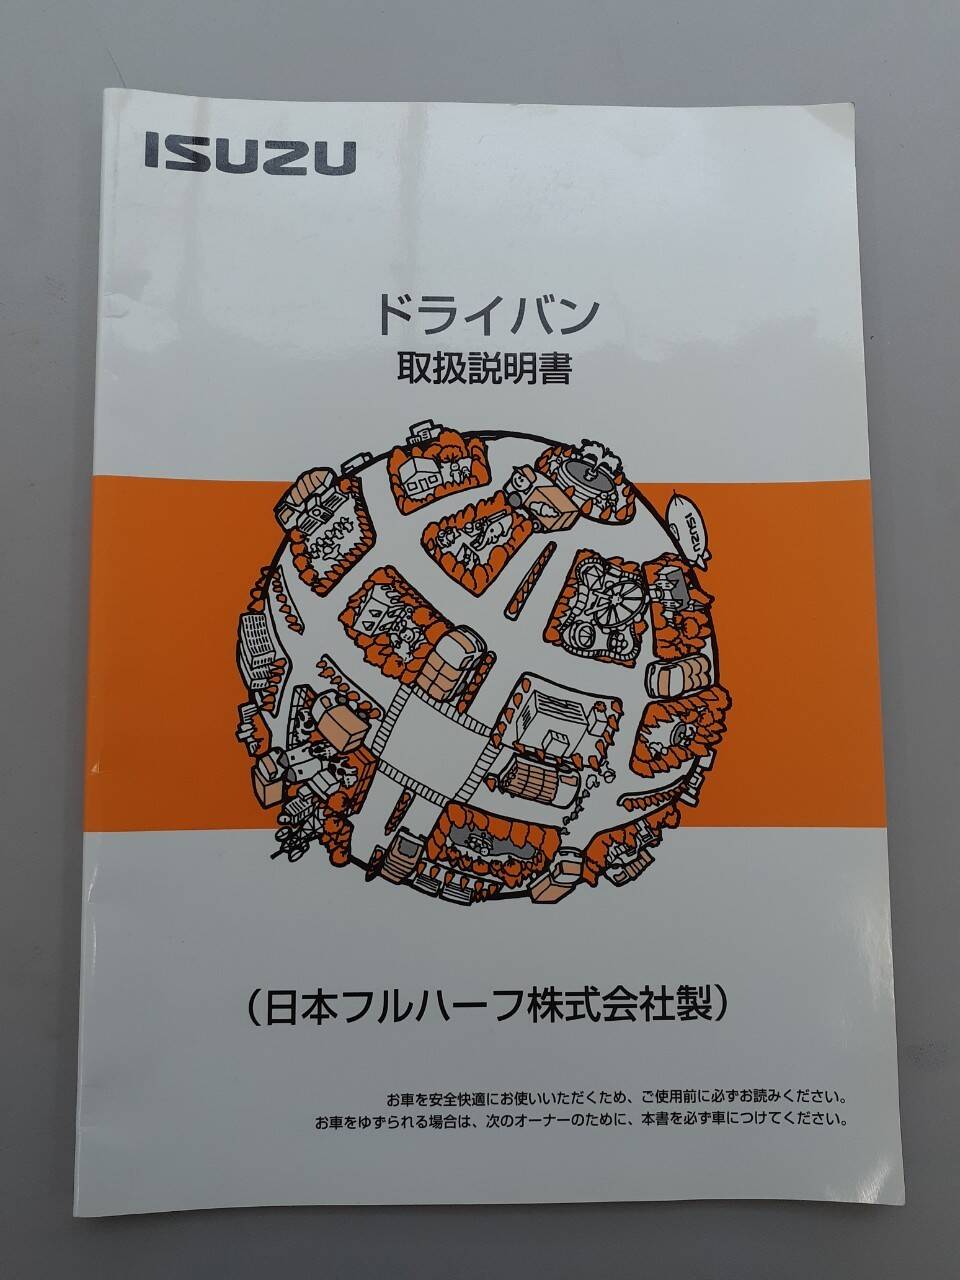 ISUZU
ドライバン
取扱説明書
ISUZU
（日本フルハーフ株式会社製）
お車を安全快適にお使いいただくため、ご使用前に必ずお読みください。
お車をゆずられる場合は、次のオーナーのために、本書を必ず車につけてください。